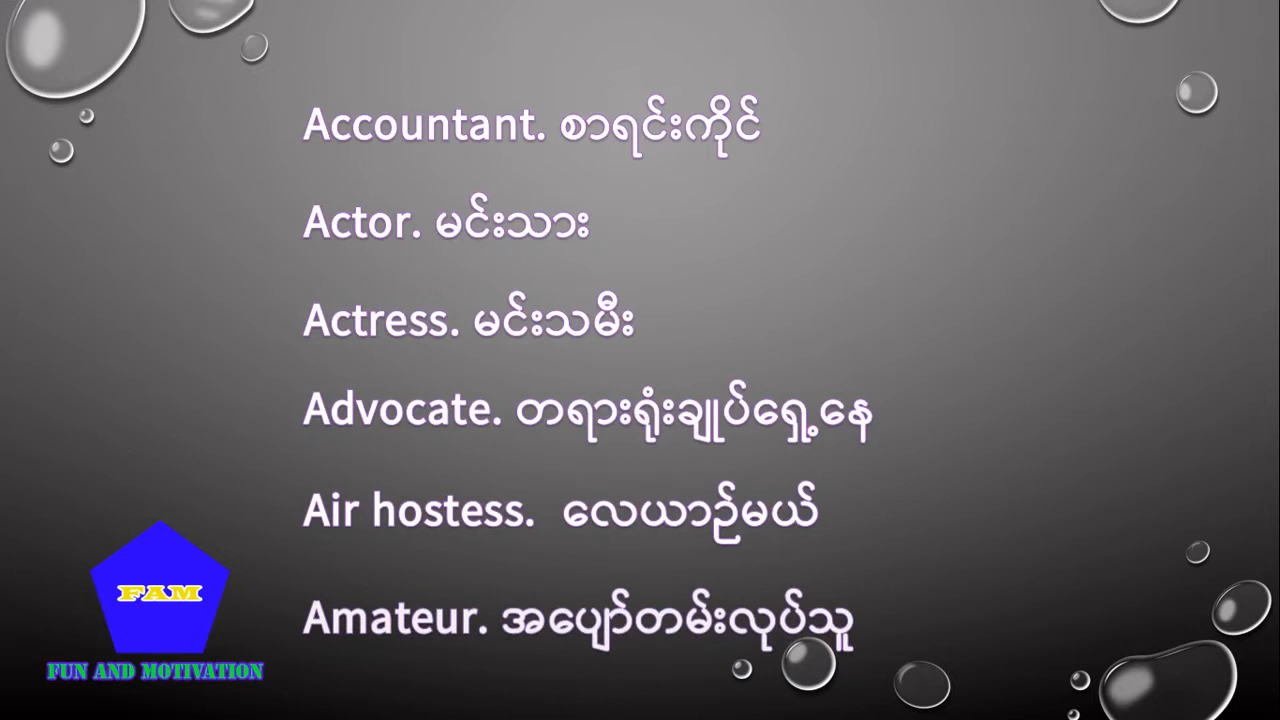 Accountant. စာရင်းကိုင်
Actor. မင်းသား
Actress. မင်းသမီး
Advocate. တရားရုံးချုပ်ရှေ့နေ
Air hostess. လေယာဉ်မယ်
Amateur. အပျော်တမ်းလုပ်သူ
FAM
FUN AND MOTIVATION